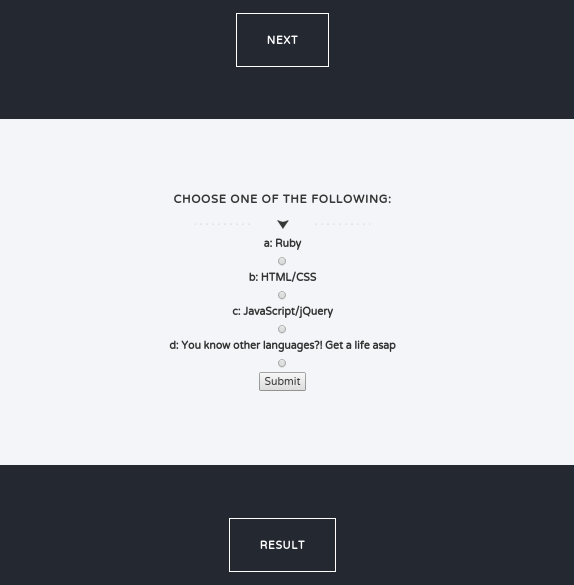 NEXT
CHOOSE ONE OF THE FOLLOWING:
a: Ruby
b: HTML/CSS
c: JavaScript/jQuery
d: You know other languages?! Get a life asap
Submit
RESULT